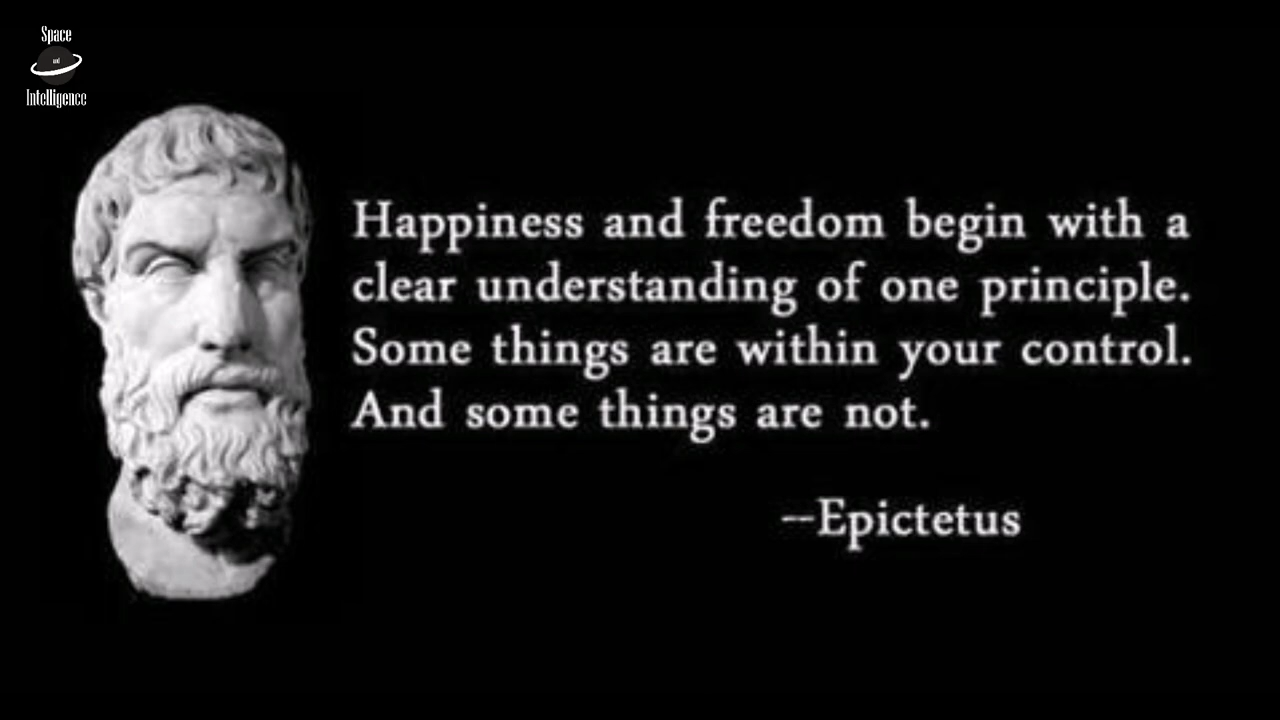 Space
and
Intelligence
Happiness and freedom begin with a
clear understanding of one principle.
Some things are within your control.
And some things are not.
--Epictetus